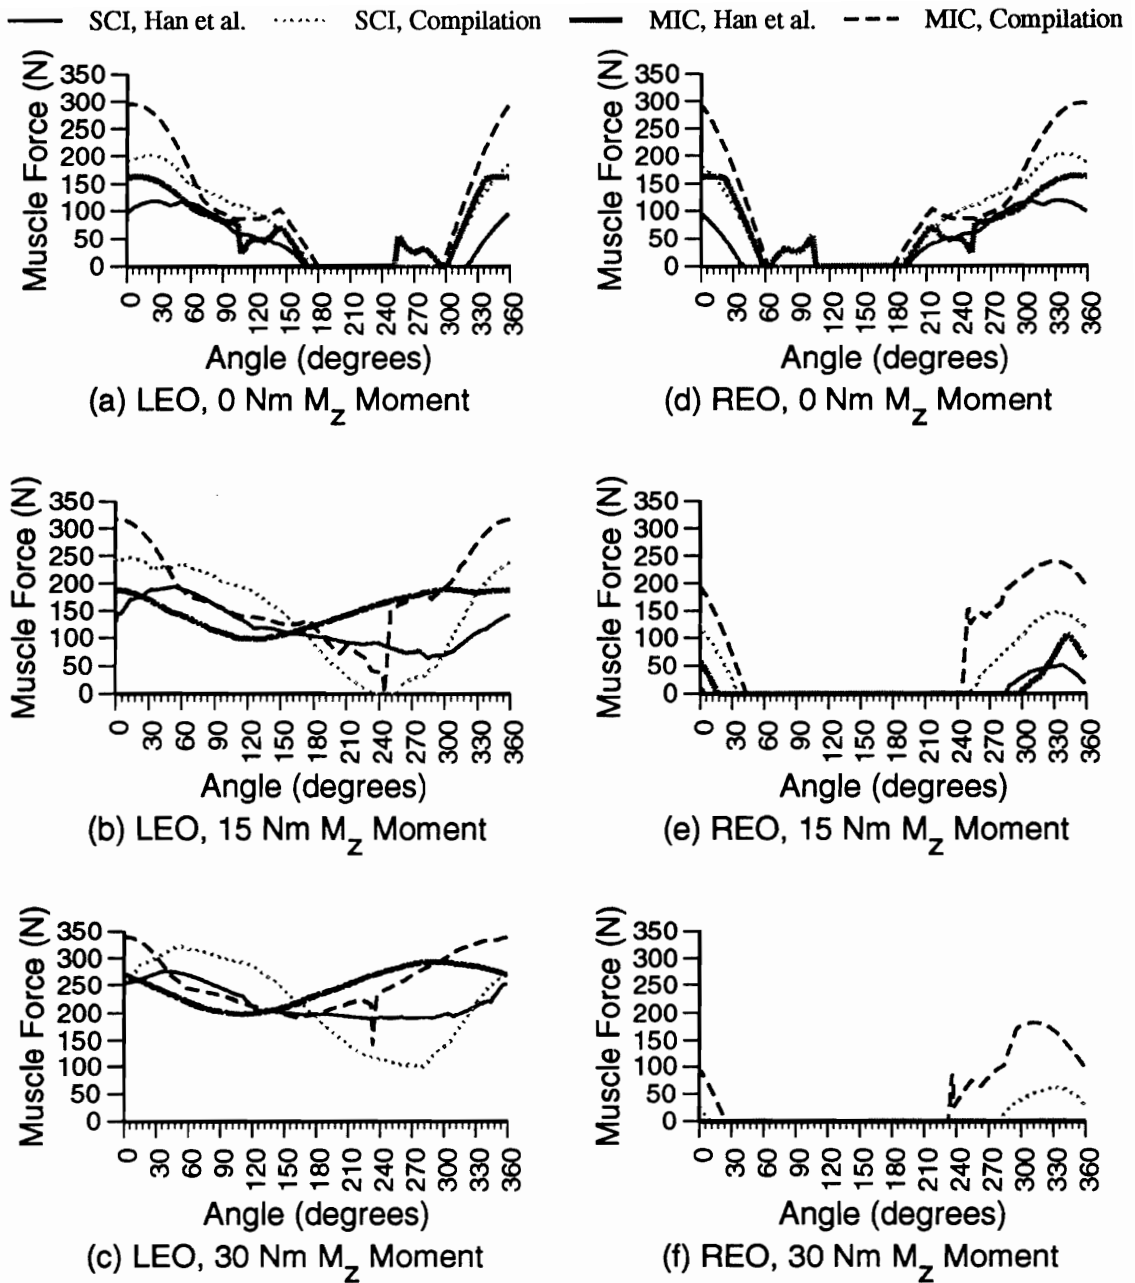 SCI, Han et al. SCI, Compilation MIC, Han et al. MIC, Compilation
Muscle Force (N)
350
300
250
200
150
100
50
0
0 30 60 90 120 150 180 210 240 270 300 330 360
Angle (degrees)
(a) LEO, 0 Nm Mz Moment
Muscle Force (N)
350
300
250
200
150
100
50
0
0 30 60 90 120 150 180 210 240 270 300 330 360
Angle (degrees)
(d) REO, 0 Nm Mz Moment
Muscle Force (N)
350
300
250
200
150
100
50
0
0 30 60 90 120 150 180 210 240 270 300 330 360
Angle (degrees)
(b) LEO, 15 Nm Mz Moment
Muscle Force (N)
350
300
250
200
150
100
50
0
0 30 60 90 120 150 180 210 240 270 300 330 360
Angle (degrees)
(e) REO, 15 Nm Mz Moment
Muscle Force (N)
350
300
250
200
150
100
50
0
0 30 60 90 120 150 180 210 240 270 300 330 360
Angle (degrees)
(c) LEO, 30 Nm Mz Moment
Muscle Force (N)
350
300
250
200
150
100
50
0
0 30 60 90 120 150 180 210 240 270 300 330 360
Angle (degrees)
(f) REO, 30 Nm Mz Moment